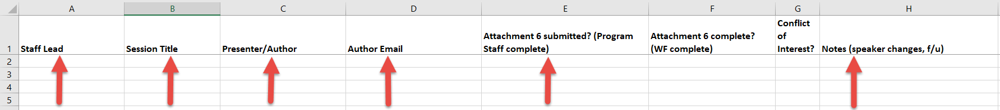 A B C D E F G H
1 Staff Lead Session Title Presenter/Author Author Email Attachment 6 submitted? (Program Staff complete) Attachment 6 complete? (WF complete) Conflict of Interest? Notes (speaker changes, f/u)
2
3
4
5